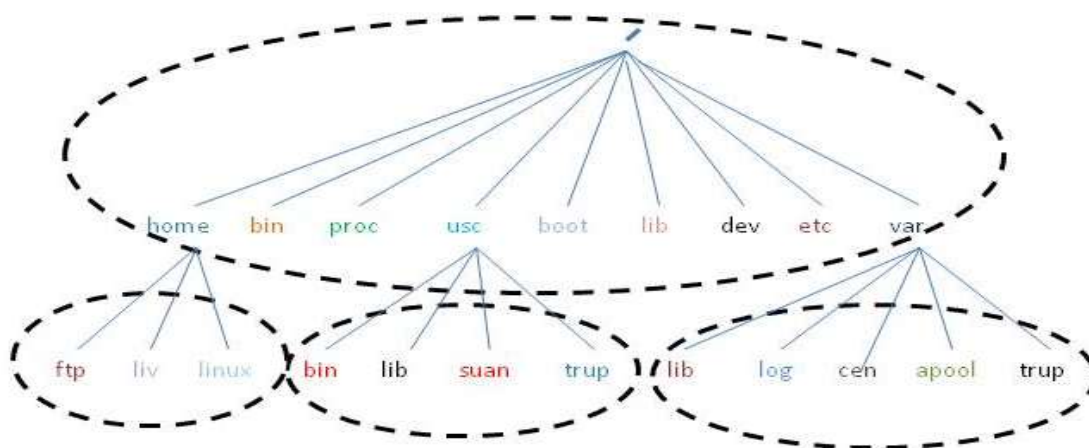 /
home bin proc usc boot lib dev etc var
ftp liv linux bin lib suan trup lib log cen apool trup